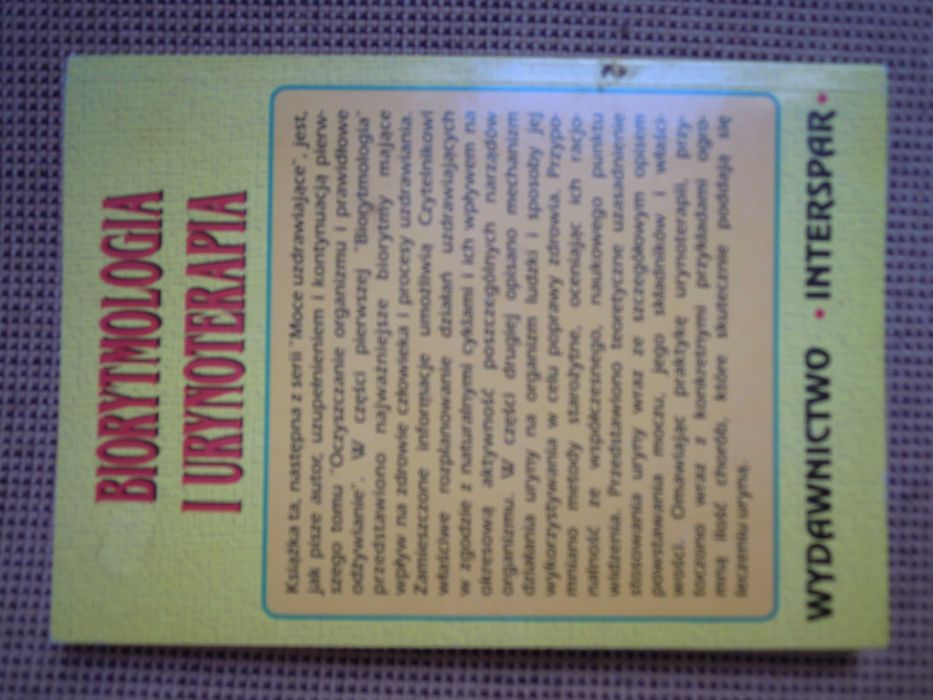 BIORYTMOLOGIA
I URYNOTERAPIA
Książka ta, następna z serii "Moce uzdrawiające", jest,
jak pisze autor, uzupełnieniem i kontynuacją pierw-
szego tomu "Oczyszczanie organizmu i prawidłowe
odżywianie". W części pierwszej "Biorytmologia"
przedstawiono najważniejsze biorytmy mające
wpływ na zdrowie człowieka i procesy uzdrawiania.
Zamieszczone informacje umożliwią Czytelnikowi
właściwe rozplanowanie działań uzdrawiających
w zgodzie z naturalnymi cyklami i ich wpływem na
okresową aktywność poszczególnych narządów
organizmu. W części drugiej opisano mechanizm
działania uryny na organizm ludzki i sposoby jej
wykorzystywania w celu poprawy zdrowia. Przypo-
mniano metody starożytne, oceniając ich racjo-
nalność ze współczesnego, naukowego punktu
widzenia. Przedstawiono teoretyczne uzasadnienie
stosowania uryny wraz ze szczegółowym opisem
powstawania moczu, jego składników i właści-
wości. Omawiając praktykę urynoterapii, przy-
toczono wraz z konkretnymi przykładami ogro-
mną ilość chorób, które skutecznie poddają się
leczeniu uryną.
WYDAWNICTWO • INTERSPAR •